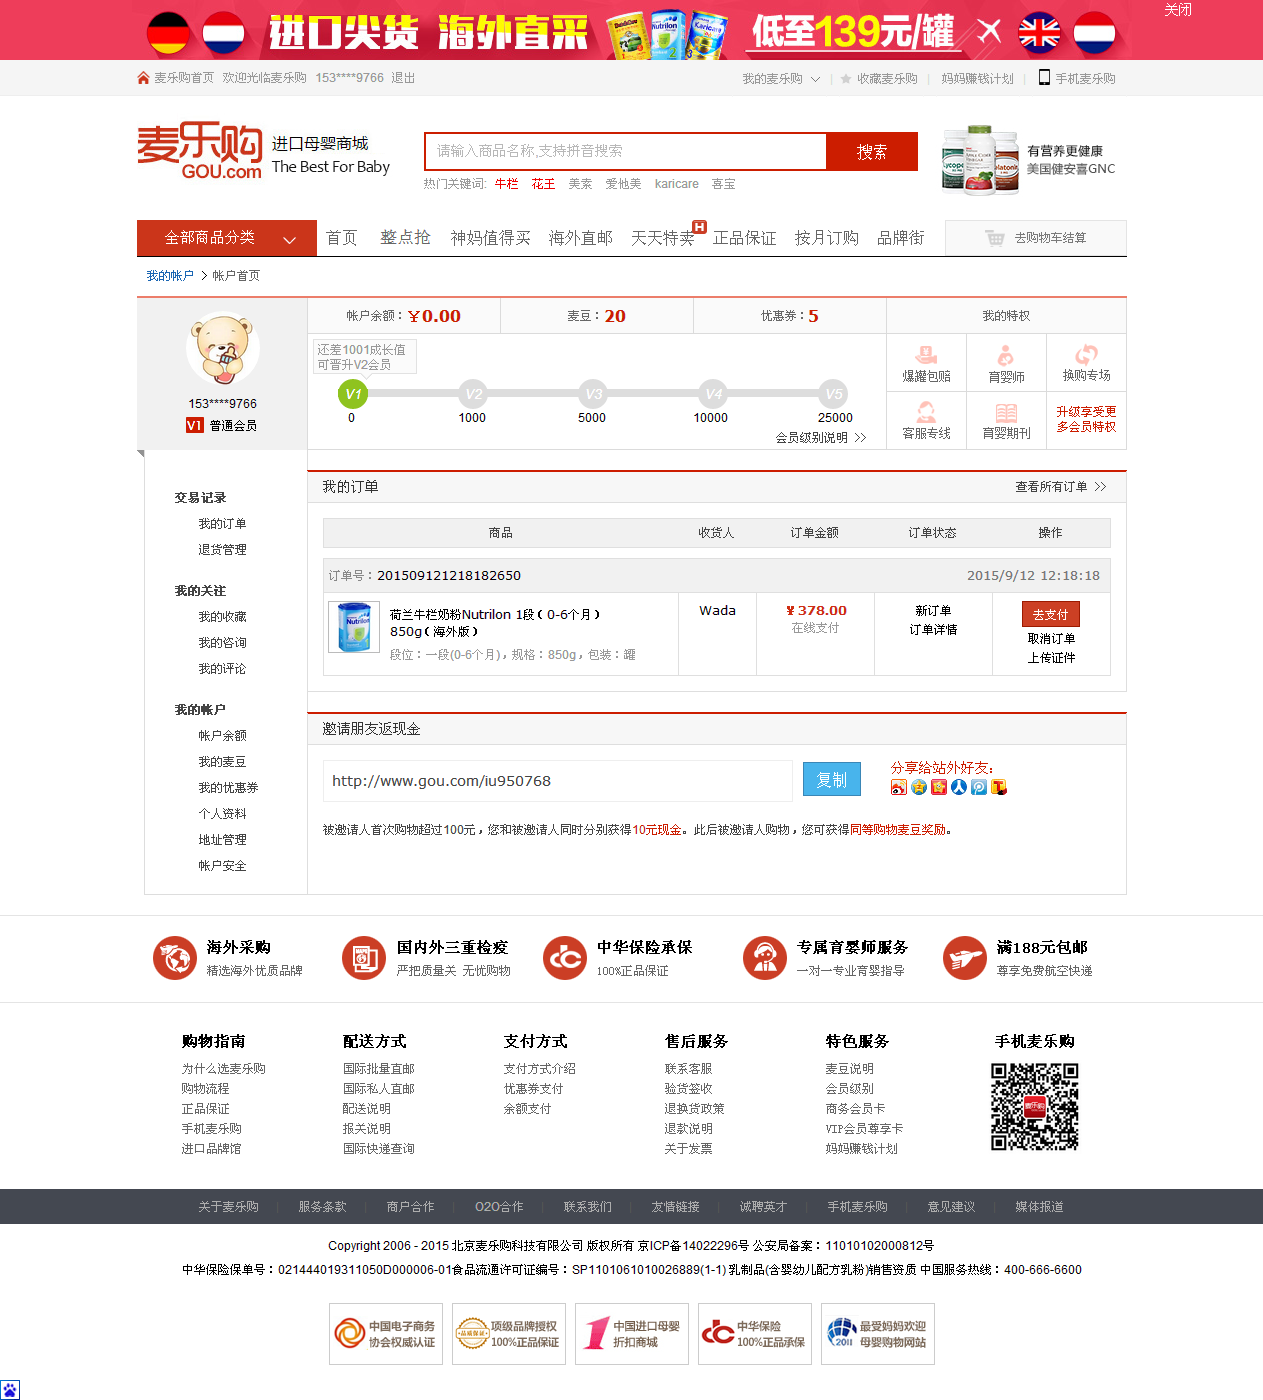 进口尖货 海外直采 低至139元/罐
关闭
麦乐购首页 欢迎光临麦乐购 153****9766 退出
我的麦乐购 收藏麦乐购 妈妈赚钱计划 手机麦乐购
麦乐购
GOU.com
进口母婴商城
The Best For Baby
请输入商品名称,支持拼音搜索
搜索
热门关键词: 牛栏 花王 美素 爱他美 karicare 喜宝
有营养更健康
美国健安喜GNC
全部商品分类 首页 整点抢 神妈值得买 海外直邮 天天特卖 H 正品保证 按月订购 品牌街
去购物车结算
我的帐户 > 帐户首页
153****9766
V1 普通会员
帐户余额：￥0.00
麦豆：20
优惠券：5
我的特权
还差1001成长值
可晋升V2会员
V1 V2 V3 V4 V5
0 1000 5000 10000 25000
会员级别说明 >>
爆罐包赔 育婴师 换购专场
客服专线 育婴期刊
升级享受更
多会员特权
交易记录
我的订单
退货管理
我的关注
我的收藏
我的咨询
我的评论
我的帐户
帐户余额
我的麦豆
我的优惠券
个人资料
地址管理
帐户安全
我的订单
查看所有订单 >>
商品 收货人 订单金额 订单状态 操作
订单号：201509121218182650
2015/9/12 12:18:18
荷兰牛栏奶粉Nutrilon 1段（0-6个月）
850g（海外版）
段位：一段(0-6个月)，规格：850g，包装：罐
Wada
¥ 378.00
在线支付
新订单
订单详情
去支付
取消订单
上传证件
邀请朋友返现金
http://www.gou.com/iu950768
复制
分享给站外好友：
被邀请人首次购物超过100元，您和被邀请人同时分别获得10元现金。此后被邀请人购物，您可获得同等购物麦豆奖励。
海外采购
精选海外优质品牌
国内外三重检疫
严把质量关 无忧购物
中华保险承保
100%正品保证
专属育婴师服务
一对一专业育婴指导
满188元包邮
尊享免费航空快递
购物指南
为什么选麦乐购
购物流程
正品保证
手机麦乐购
进口品牌馆
配送方式
国际批量直邮
国际私人直邮
配送说明
报关说明
国际快递查询
支付方式
支付方式介绍
优惠券支付
余额支付
售后服务
联系客服
验货签收
退换货政策
退款说明
关于发票
特色服务
麦豆说明
会员级别
商务会员卡
VIP会员尊享卡
妈妈赚钱计划
手机麦乐购
关于麦乐购 服务条款 商户合作 O2O合作 联系我们 友情链接 诚聘英才 手机麦乐购 意见建议 媒体报道
Copyright 2006 - 2015 北京麦乐购科技有限公司 版权所有 京ICP备14022296号 公安局备案：11010102000812号
中华保险保单号：021444019311050D000006-01食品流通许可证编号：SP1101061010026889(1-1) 乳制品(含婴幼儿配方乳粉)销售资质 中国服务热线：400-666-6600
中国电子商务
协会权威认证
品质保证
顶级品牌授权
100%正品保证
中国进口母婴
折扣商城
中华保险
100%正品承保
2011
最受妈妈欢迎
母婴购物网站